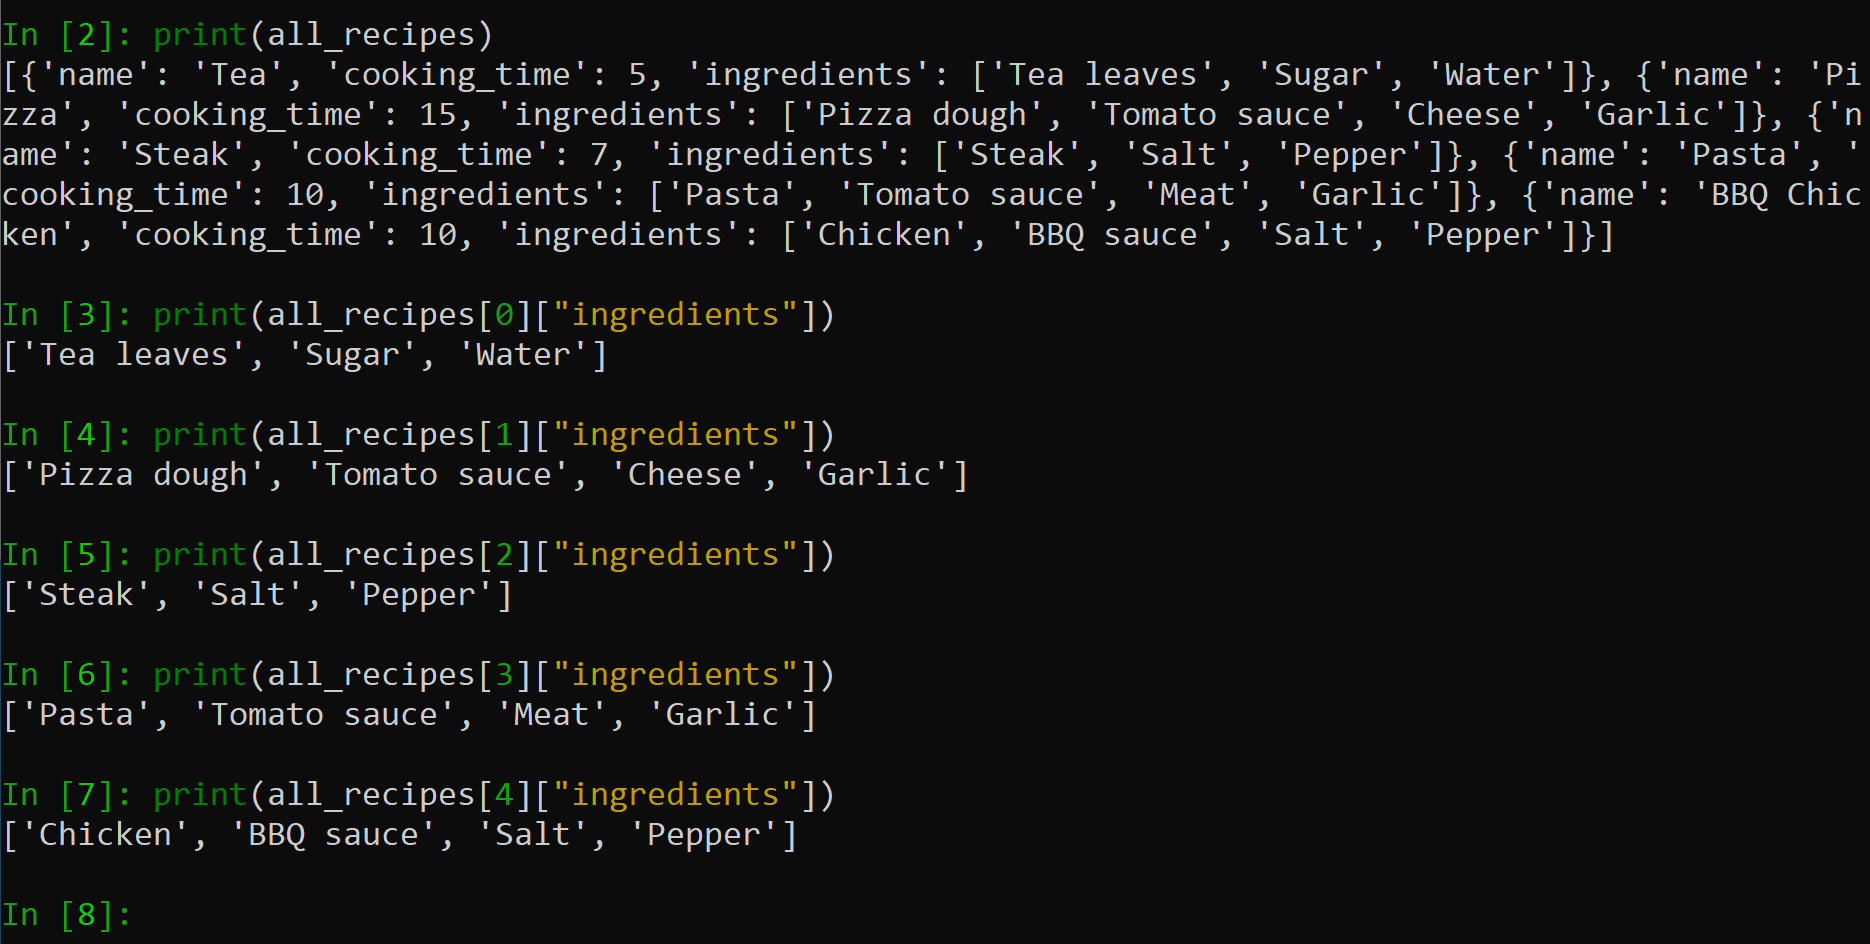 In [2]: print(all_recipes)
[{'name': 'Tea', 'cooking_time': 5, 'ingredients': ['Tea leaves', 'Sugar', 'Water']}, {'name': 'Pi
zza', 'cooking_time': 15, 'ingredients': ['Pizza dough', 'Tomato sauce', 'Cheese', 'Garlic']}, {'n
ame': 'Steak', 'cooking_time': 7, 'ingredients': ['Steak', 'Salt', 'Pepper']}, {'name': 'Pasta', '
cooking_time': 10, 'ingredients': ['Pasta', 'Tomato sauce', 'Meat', 'Garlic']}, {'name': 'BBQ Chic
ken', 'cooking_time': 10, 'ingredients': ['Chicken', 'BBQ sauce', 'Salt', 'Pepper']}]
In [3]: print(all_recipes[0]["ingredients"])
['Tea leaves', 'Sugar', 'Water']
In [4]: print(all_recipes[1]["ingredients"])
['Pizza dough', 'Tomato sauce', 'Cheese', 'Garlic']
In [5]: print(all_recipes[2]["ingredients"])
['Steak', 'Salt', 'Pepper']
In [6]: print(all_recipes[3]["ingredients"])
['Pasta', 'Tomato sauce', 'Meat', 'Garlic']
In [7]: print(all_recipes[4]["ingredients"])
['Chicken', 'BBQ sauce', 'Salt', 'Pepper']
In [8]: